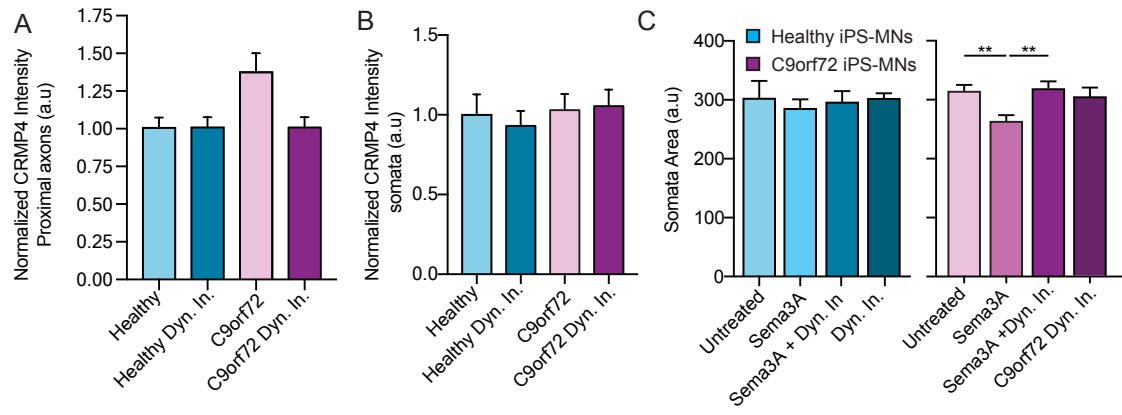 A
Normalized CRMP4 Intensity
Proximal axons (a.u)
1.75
1.50
1.25
1.00
0.75
0.50
0.25
0.00
Healthy
Healthy Dyn. In.
C9orf72
C9orf72 Dyn. In.
B
Normalized CRMP4 Intensity
somata (a.u)
1.5
1.0
0.5
0.0
Healthy
Healthy Dyn. In.
C9orf72
C9orf72 Dyn. In.
C
Healthy iPS-MNs
C9orf72 iPS-MNs
Somata Area (a.u)
400
300
200
100
0
Untreated
Sema3A
Sema3A + Dyn. In
Dyn. In.
** **
Untreated
Sema3A
Sema3A +Dyn. In.
C9orf72 Dyn. In.